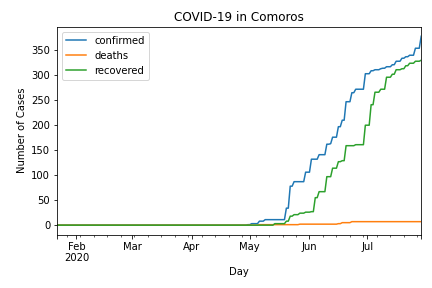 COVID-19 in Comoros
confirmed
deaths
recovered
Number of Cases
350
300
250
200
150
100
50
0
Feb
2020
Mar
Apr
May
Jun
Jul
Day